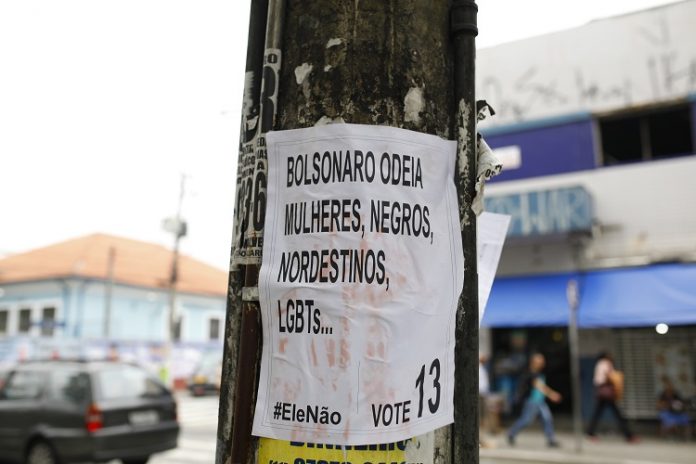 BOLSONARO ODEIA
MULHERES, NEGROS,
NORDESTINOS,
LGBTs...
#EleNão
VOTE 13